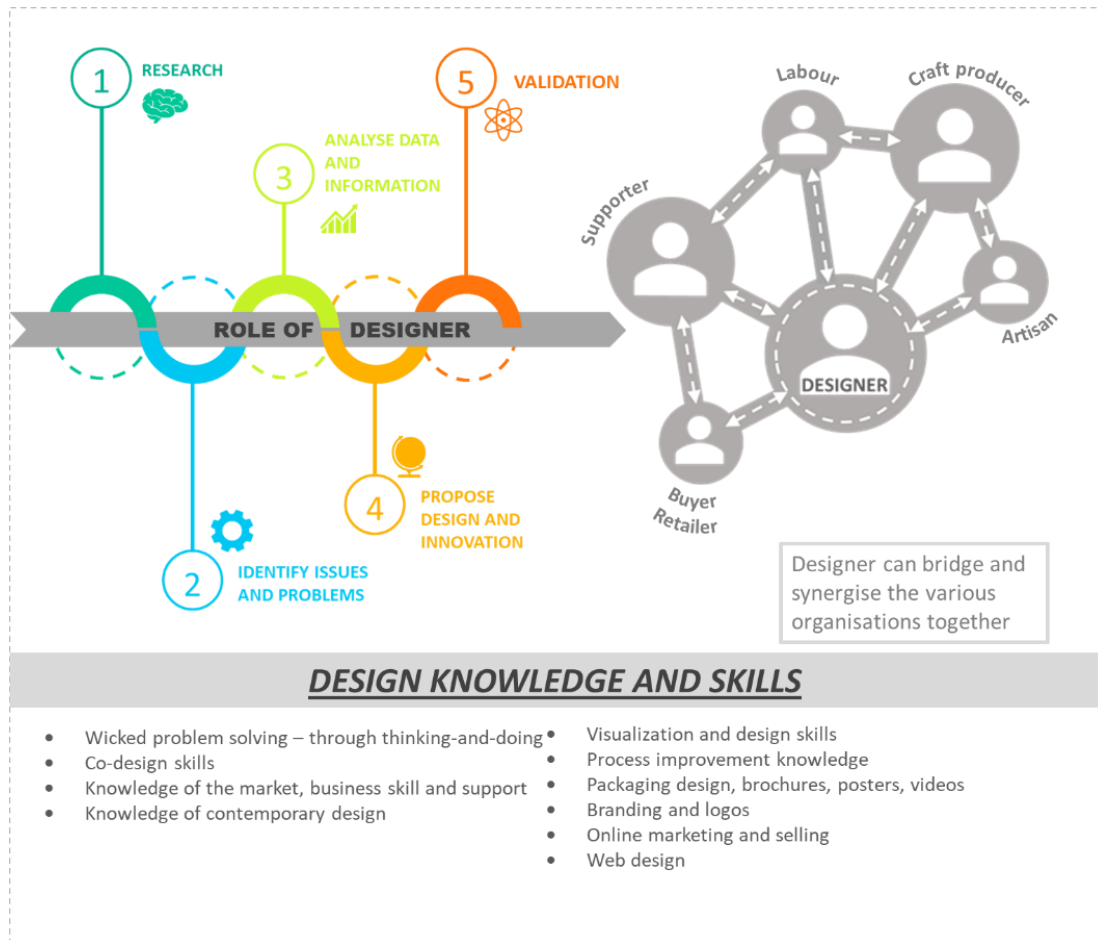 1
RESEARCH
2
IDENTIFY ISSUES
AND PROBLEMS
3
ANALYSE DATA
AND
INFORMATION
4
PROPOSE
DESIGN AND
INNOVATION
5
VALIDATION
ROLE OF DESIGNER
Labour
Craft producer
Supporter
Artisan
DESIGNER
Buyer
Retailer
Designer can bridge and
synergise the various
organisations together
DESIGN KNOWLEDGE AND SKILLS
• Wicked problem solving – through thinking-and-doing
• Co-design skills
• Knowledge of the market, business skill and support
• Knowledge of contemporary design
• Visualization and design skills
• Process improvement knowledge
• Packaging design, brochures, posters, videos
• Branding and logos
• Online marketing and selling
• Web design